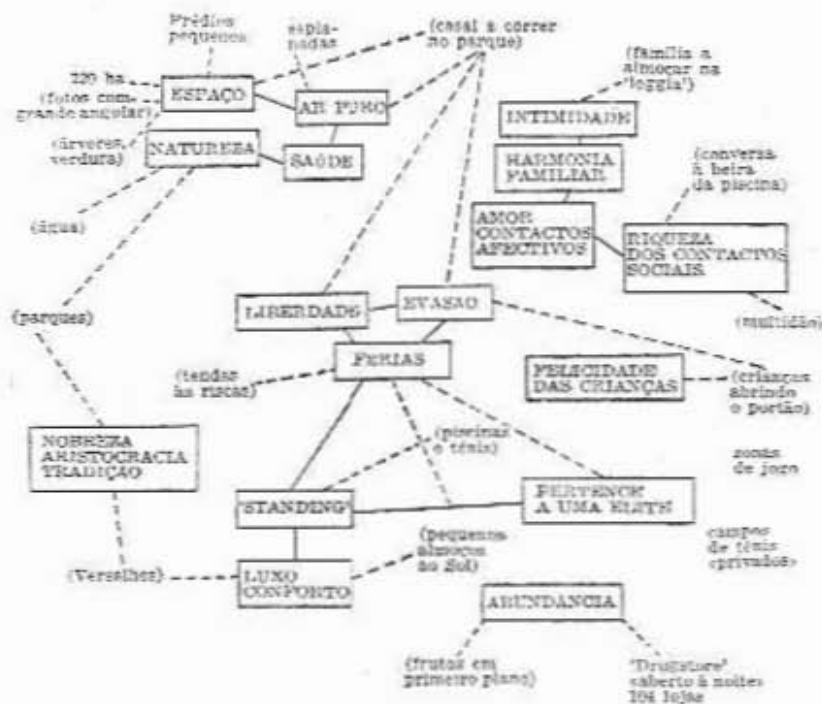 Prédios
pequenos
espla-
nadas
(casal a correr
no parque)
220 ha
(fotos com
grande angular)
ESPAÇO
AR PURO
(família a
almoçar na
'loggia')
INTIMIDADE
(árvores,
verdura)
NATUREZA
SAÚDE
HARMONIA
FAMILIAR
(conversa
à beira
da piscina)
(água)
AMOR
CONTACTOS
AFECTIVOS
RIQUEZA
DOS CONTACTOS
SOCIAIS
(parques)
LIBERDADE
EVASÃO
(multidão)
FÉRIAS
(tendas
às riscas)
FELICIDADE
DAS CRIANÇAS
(crianças
abrindo
o portão)
NOBREZA
ARISTOCRACIA
TRADIÇÃO
(piscinas
e ténis)
zonas
de jogo
'STANDING'
PERTENCE
A UMA ELITE
campos
de ténis
(privados)
(Versalhes)
LUXO
CONFORTO
(pequenos
almoços
ao Sol)
ABUNDÂNCIA
(frutos em
primeiro plano)
'Drugstore'
aberto à noite
104 lojas